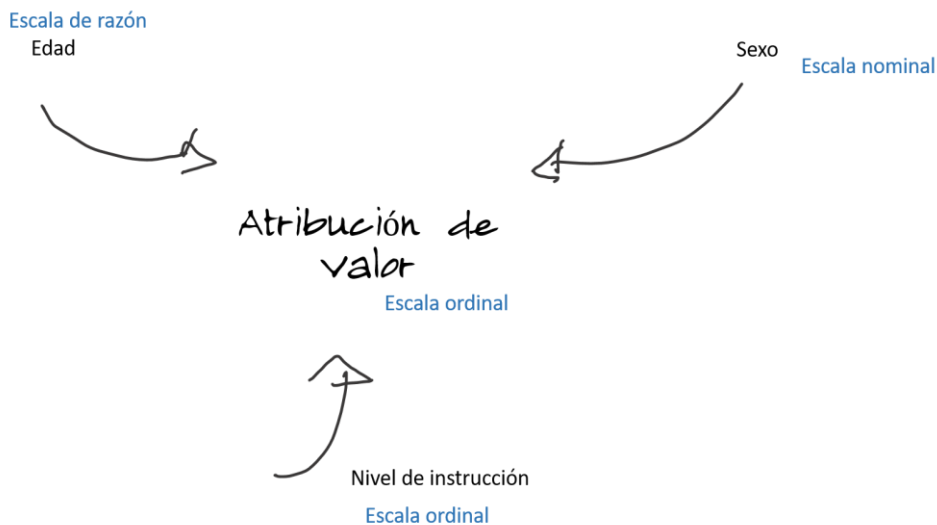 Escala de razón
Edad
Sexo
Escala nominal
Atribución de
valor
Escala ordinal
Nivel de instrucción
Escala ordinal